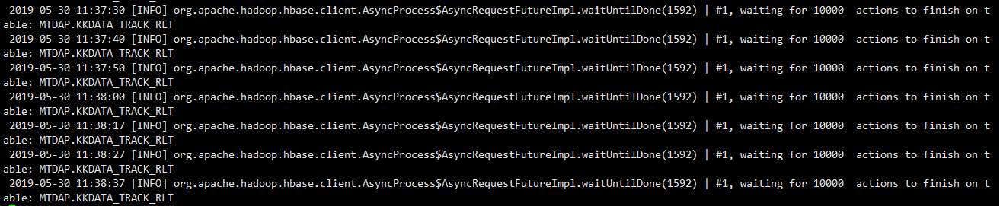 2019-05-30 11:37:30 [INFO] org.apache.hadoop.hbase.client.AsyncProcess$AsyncRequestFutureImpl.waitUntilDone(1592) | #1, waiting for 10000  actions to finish on t
able: MTDAP.KKDATA_TRACK_RLT
2019-05-30 11:37:40 [INFO] org.apache.hadoop.hbase.client.AsyncProcess$AsyncRequestFutureImpl.waitUntilDone(1592) | #1, waiting for 10000  actions to finish on t
able: MTDAP.KKDATA_TRACK_RLT
2019-05-30 11:37:50 [INFO] org.apache.hadoop.hbase.client.AsyncProcess$AsyncRequestFutureImpl.waitUntilDone(1592) | #1, waiting for 10000  actions to finish on t
able: MTDAP.KKDATA_TRACK_RLT
2019-05-30 11:38:00 [INFO] org.apache.hadoop.hbase.client.AsyncProcess$AsyncRequestFutureImpl.waitUntilDone(1592) | #1, waiting for 10000  actions to finish on t
able: MTDAP.KKDATA_TRACK_RLT
2019-05-30 11:38:17 [INFO] org.apache.hadoop.hbase.client.AsyncProcess$AsyncRequestFutureImpl.waitUntilDone(1592) | #1, waiting for 10000  actions to finish on t
able: MTDAP.KKDATA_TRACK_RLT
2019-05-30 11:38:27 [INFO] org.apache.hadoop.hbase.client.AsyncProcess$AsyncRequestFutureImpl.waitUntilDone(1592) | #1, waiting for 10000  actions to finish on t
able: MTDAP.KKDATA_TRACK_RLT
2019-05-30 11:38:37 [INFO] org.apache.hadoop.hbase.client.AsyncProcess$AsyncRequestFutureImpl.waitUntilDone(1592) | #1, waiting for 10000  actions to finish on t
able: MTDAP.KKDATA_TRACK_RLT